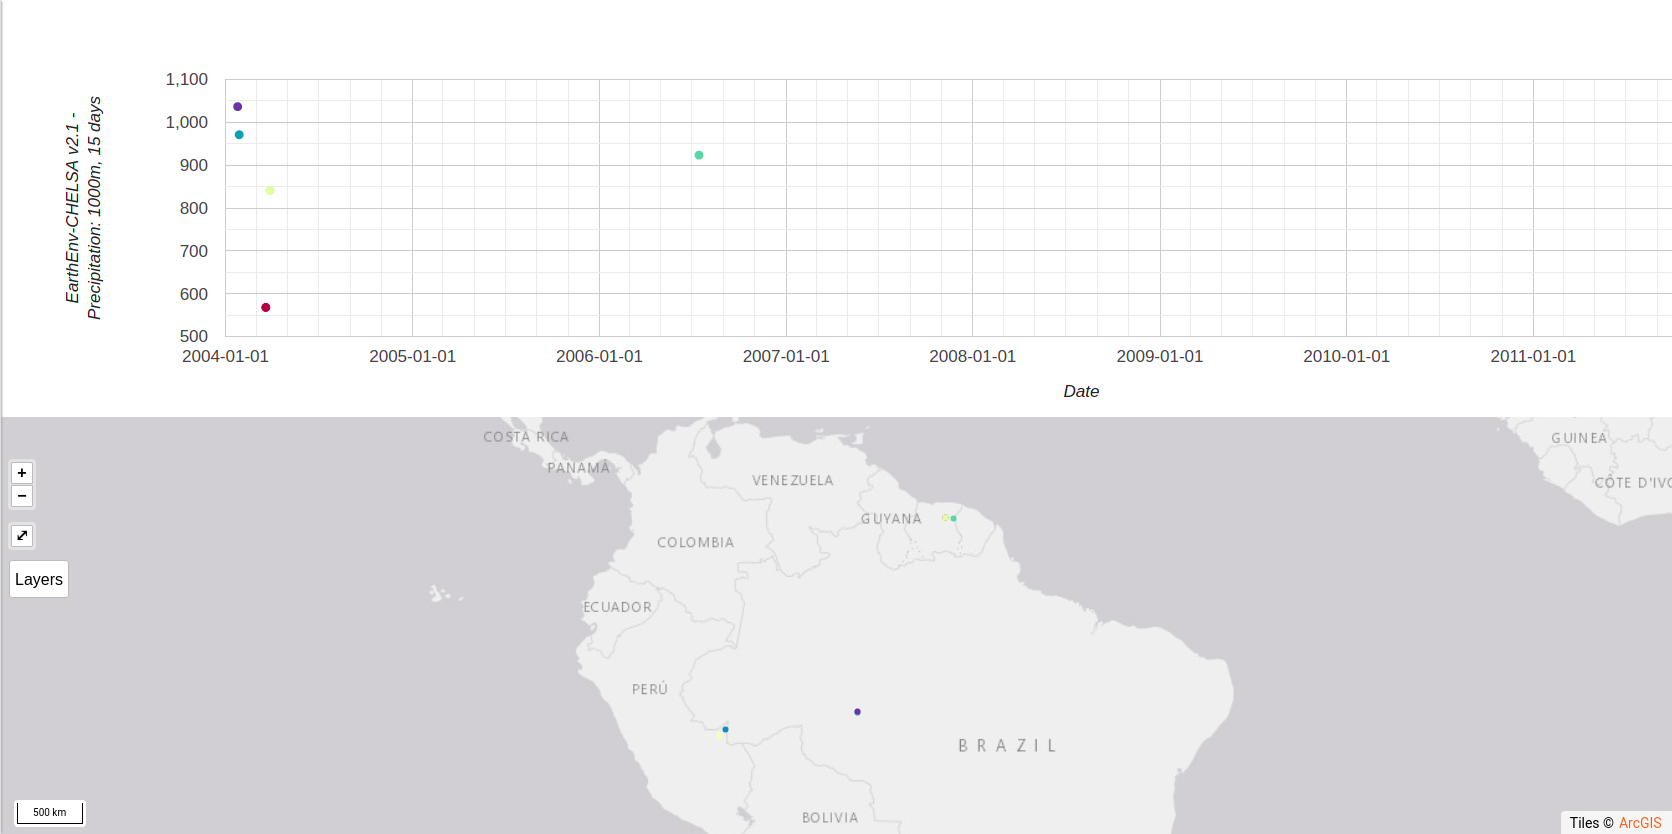 EarthEnv-CHELSA v2.1 -
Precipitation: 1000m, 15 days
1,100
1,000
900
800
700
600
500
2004-01-01 2005-01-01 2006-01-01 2007-01-01 2008-01-01 2009-01-01 2010-01-01 2011-01-01
Date
COSTA RICA
GUINEA
PANAMÁ
+
VENEZUELA
CÔTE D'IVO
−
GUYANA
COLOMBIA
Layers
ECUADOR
PERÚ
BRAZIL
500 km
BOLIVIA
Tiles © ArcGIS